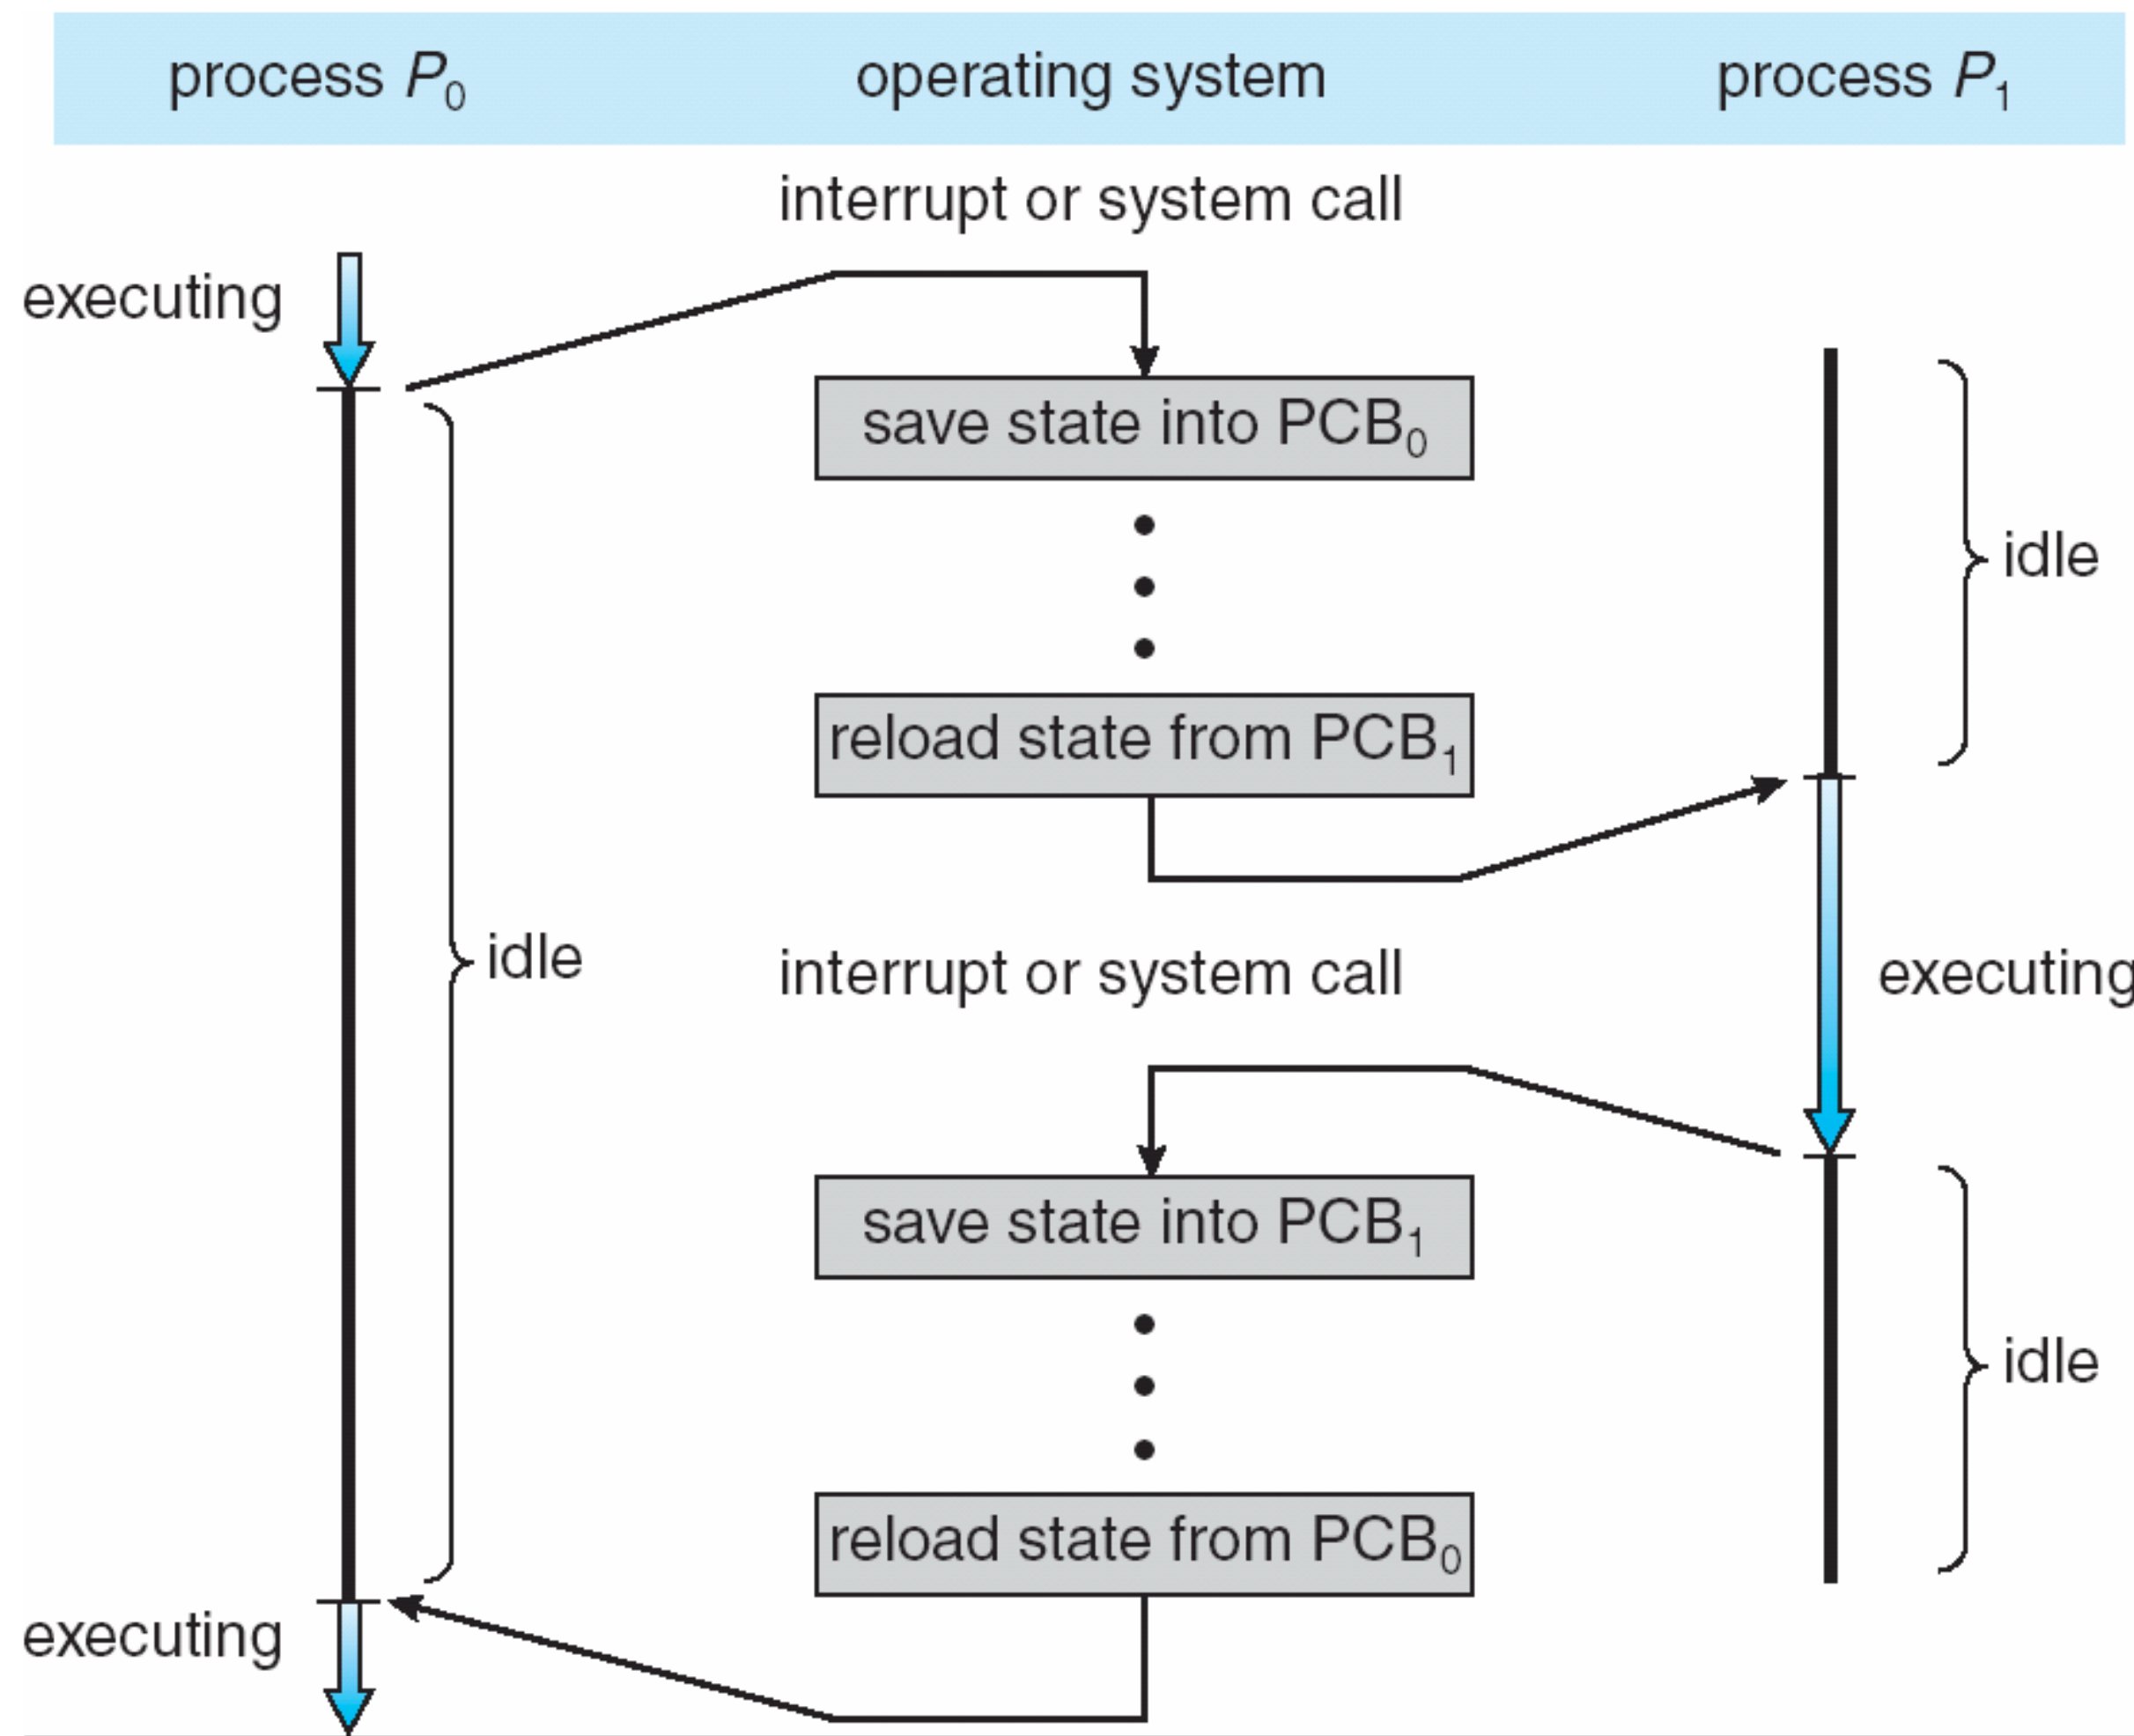 process P₀ operating system process P₁
interrupt or system call
executing
save state into PCB₀
idle
reload state from PCB₁
idle
interrupt or system call
executing
save state into PCB₁
idle
reload state from PCB₀
executing